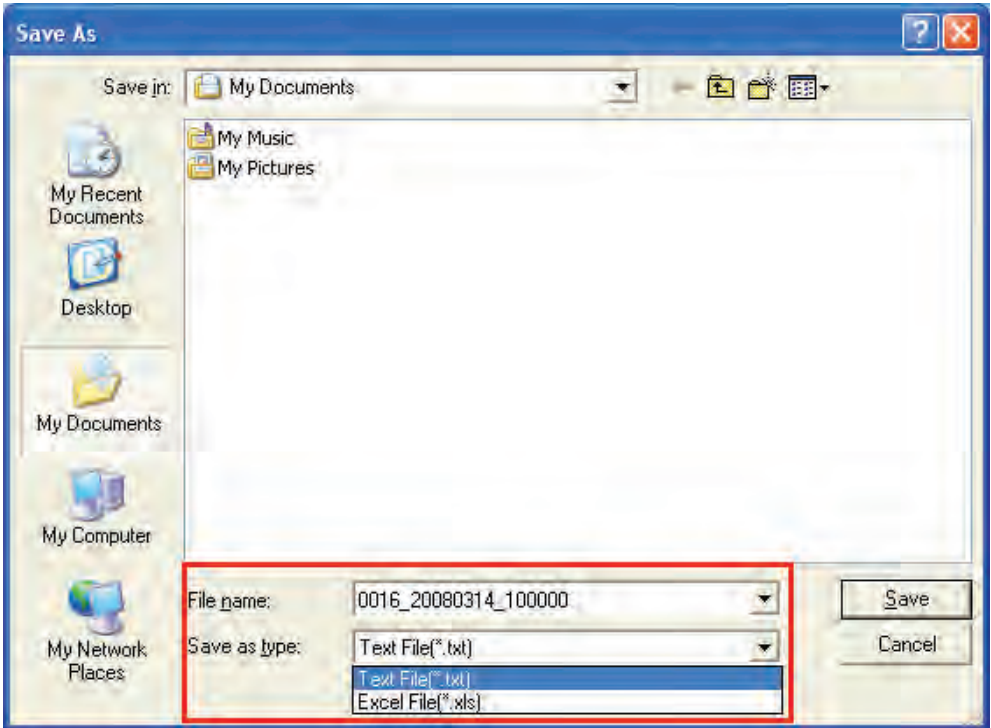 Save As
Save in: My Documents
My Music
My Pictures
My Recent
Documents
Desktop
My Documents
My Computer
My Network
Places
File name: 0016_20080314_100000
Save as type: Text File(*.txt)
Text File(*.txt)
Excel File(*.xls)
Save
Cancel